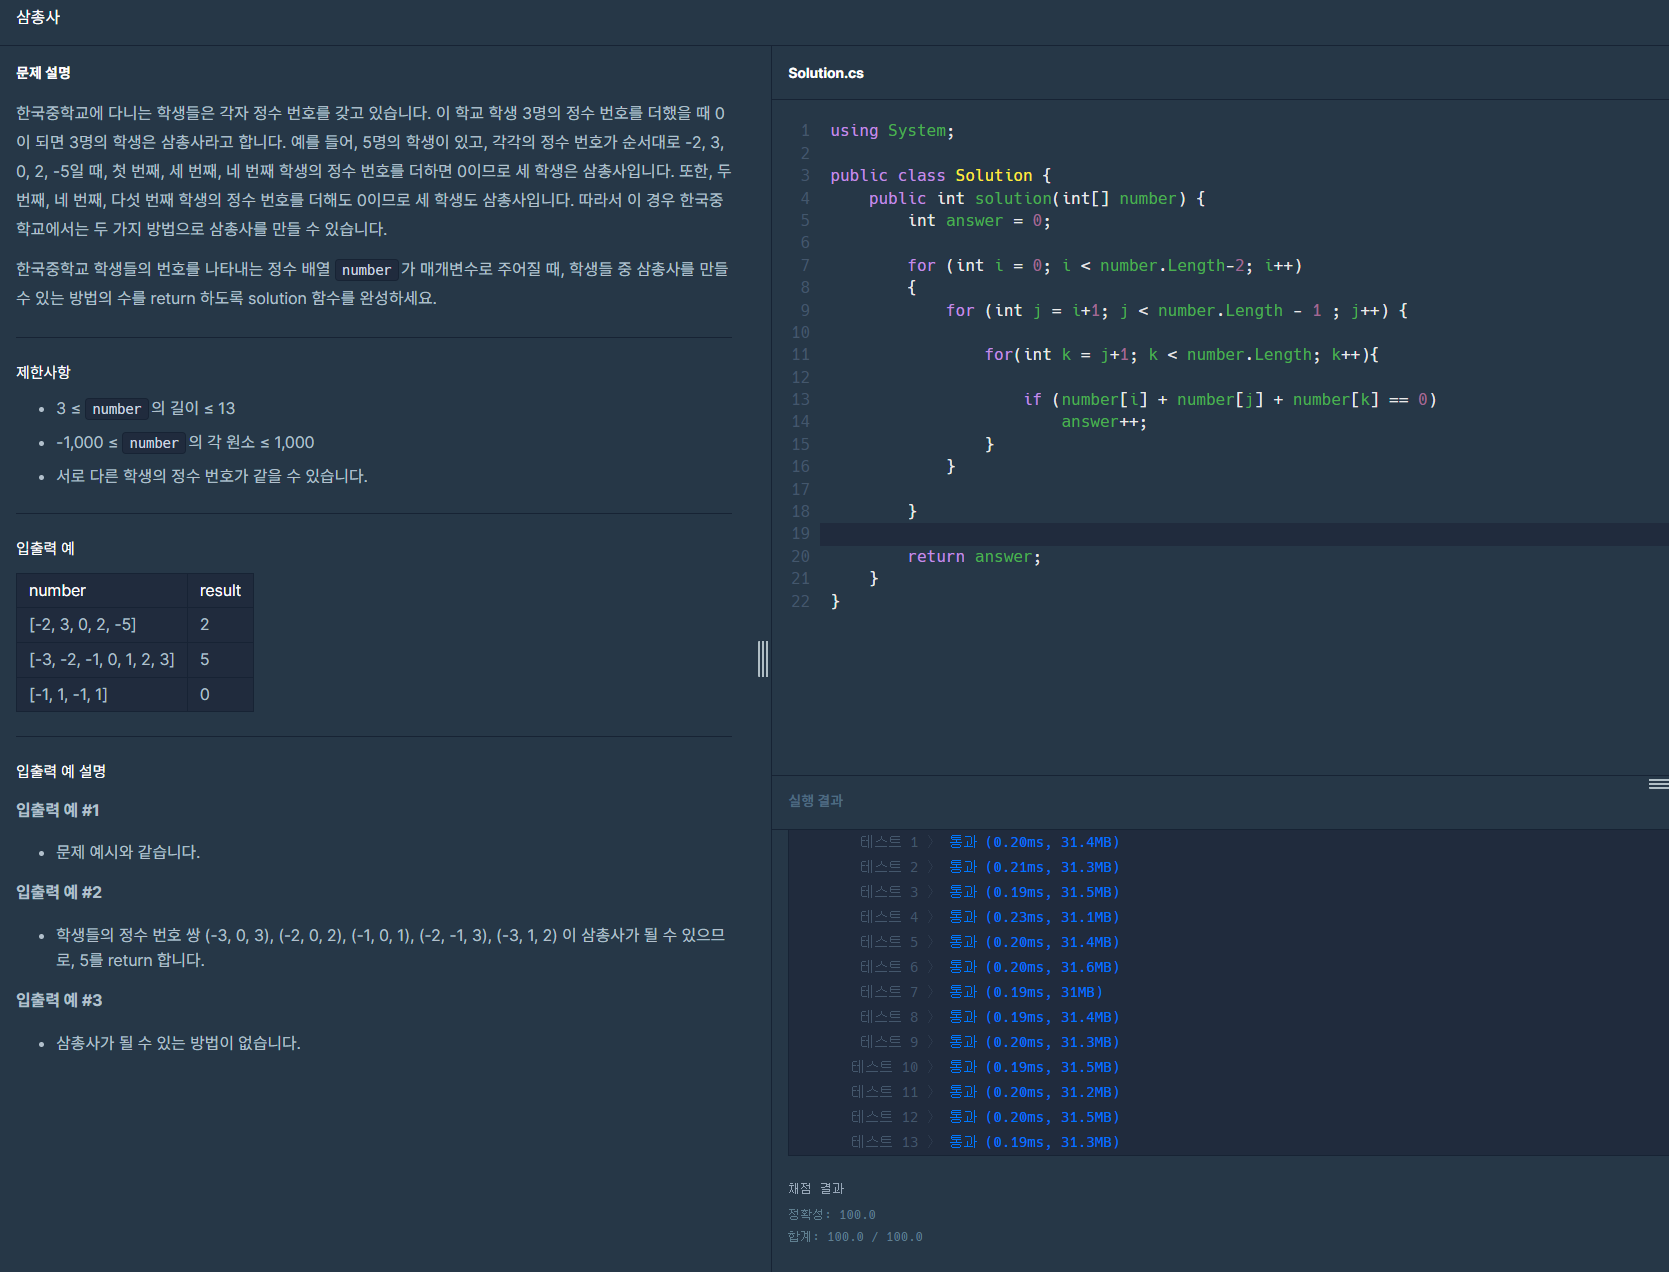 삼총사
문제 설명
한국중학교에 다니는 학생들은 각자 정수 번호를 갖고 있습니다. 이 학교 학생 3명의 정수 번호를 더했을 때 0
이 되면 3명의 학생은 삼총사라고 합니다. 예를 들어, 5명의 학생이 있고, 각각의 정수 번호가 순서대로 -2, 3,
0, 2, -5일 때, 첫 번째, 세 번째, 네 번째 학생의 정수 번호를 더하면 0이므로 세 학생은 삼총사입니다. 또한, 두
번째, 네 번째, 다섯 번째 학생의 정수 번호를 더해도 0이므로 세 학생도 삼총사입니다. 따라서 이 경우 한국중
학교에서는 두 가지 방법으로 삼총사를 만들 수 있습니다.
한국중학교 학생들의 번호를 나타내는 정수 배열 number 가 매개변수로 주어질 때, 학생들 중 삼총사를 만들
수 있는 방법의 수를 return 하도록 solution 함수를 완성하세요.
제한사항
• 3 ≤ number 의 길이 ≤ 13
• -1,000 ≤ number 의 각 원소 ≤ 1,000
• 서로 다른 학생의 정수 번호가 같을 수 있습니다.
입출력 예
number result
[-2, 3, 0, 2, -5] 2
[-3, -2, -1, 0, 1, 2, 3] 5
[-1, 1, -1, 1] 0
입출력 예 설명
입출력 예 #1
• 문제 예시와 같습니다.
입출력 예 #2
• 학생들의 정수 번호 쌍 (-3, 0, 3), (-2, 0, 2), (-1, 0, 1), (-2, -1, 3), (-3, 1, 2) 이 삼총사가 될 수 있으므
로, 5를 return 합니다.
입출력 예 #3
• 삼총사가 될 수 있는 방법이 없습니다.
Solution.cs
1 using System;
2
3 public class Solution {
4 public int solution(int[] number) {
5 int answer = 0;
6
7 for (int i = 0; i < number.Length-2; i++)
8 {
9 for (int j = i+1; j < number.Length - 1 ; j++) {
10
11 for(int k = j+1; k < number.Length; k++){
12
13 if (number[i] + number[j] + number[k] == 0)
14 answer++;
15 }
16 }
17
18 }
19
20 return answer;
21 }
22 }
실행 결과
테스트 1 〉 통과 (0.20ms, 31.4MB)
테스트 2 〉 통과 (0.21ms, 31.3MB)
테스트 3 〉 통과 (0.19ms, 31.5MB)
테스트 4 〉 통과 (0.23ms, 31.1MB)
테스트 5 〉 통과 (0.20ms, 31.4MB)
테스트 6 〉 통과 (0.20ms, 31.6MB)
테스트 7 〉 통과 (0.19ms, 31MB)
테스트 8 〉 통과 (0.19ms, 31.4MB)
테스트 9 〉 통과 (0.20ms, 31.3MB)
테스트 10 〉 통과 (0.19ms, 31.5MB)
테스트 11 〉 통과 (0.20ms, 31.2MB)
테스트 12 〉 통과 (0.20ms, 31.5MB)
테스트 13 〉 통과 (0.19ms, 31.3MB)
채점 결과
정확성: 100.0
합계: 100.0 / 100.0